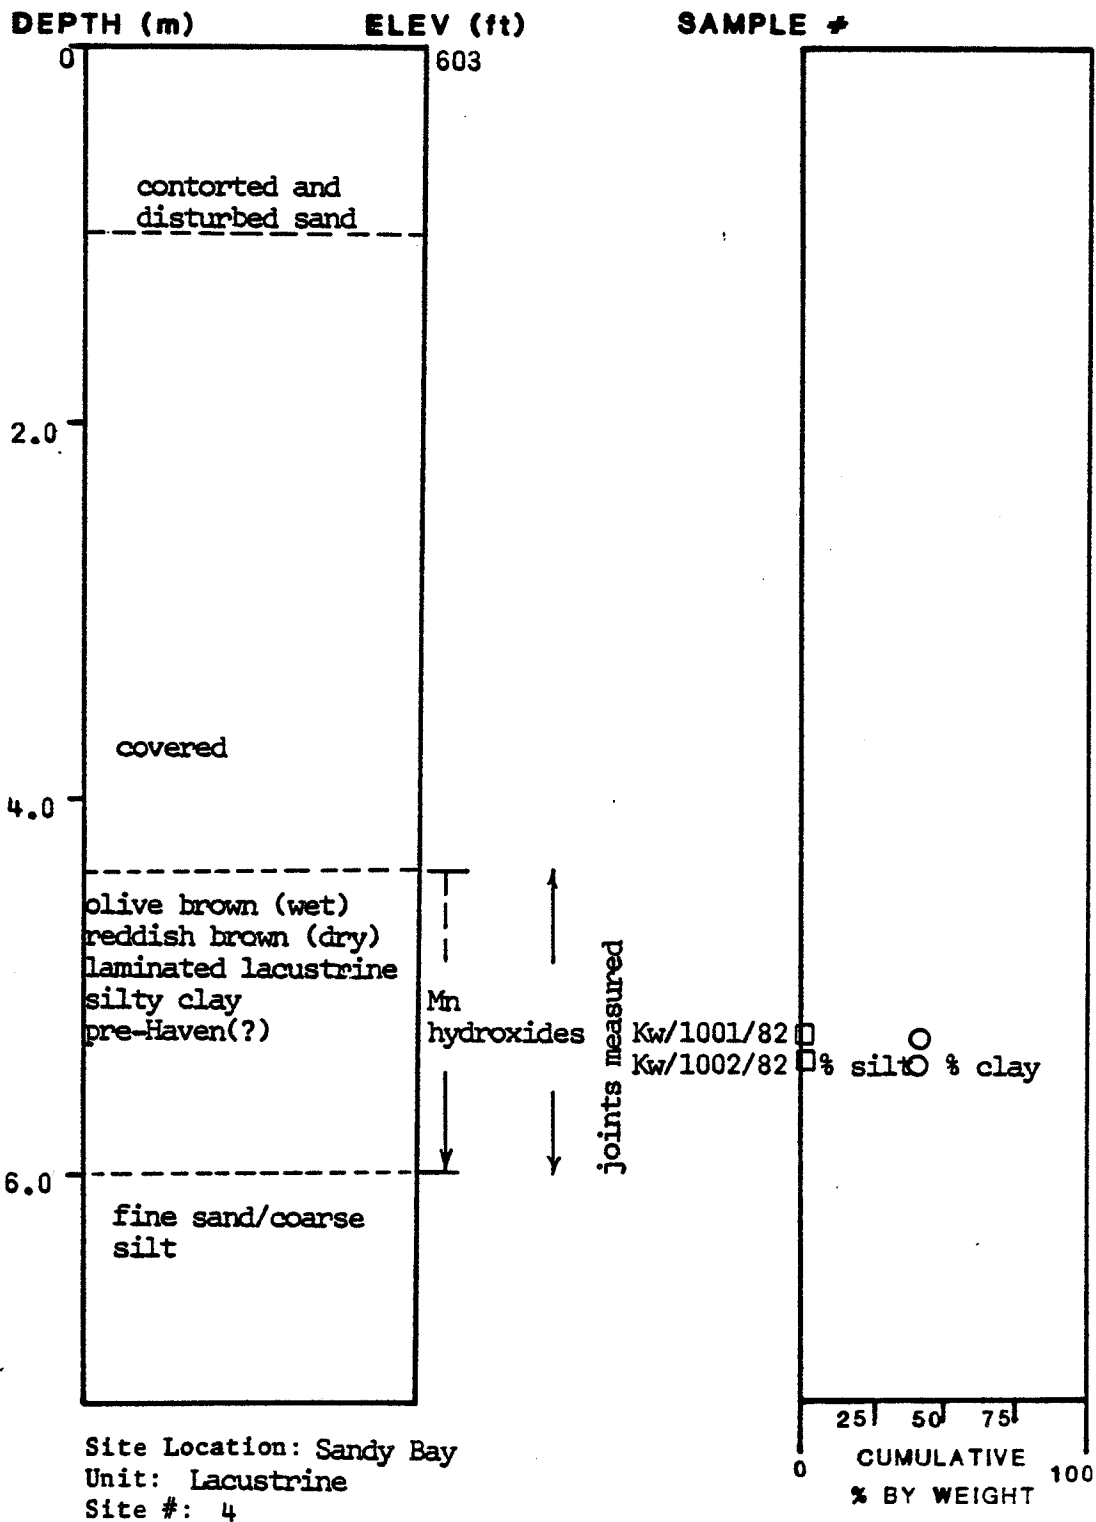 DEPTH (m) ELEV (ft) SAMPLE #
0 603
contorted and
disturbed sand
2.0
covered
4.0
olive brown (wet)
reddish brown (dry)
laminated lacustrine
silty clay
pre-Haven(?)
Mn
hydroxides
joints measured
Kw/1001/82
Kw/1002/82 % silt % clay
6.0
fine sand/coarse
silt
25 50 75
0 100
CUMULATIVE
% BY WEIGHT
Site Location: Sandy Bay
Unit: Lacustrine
Site #: 4